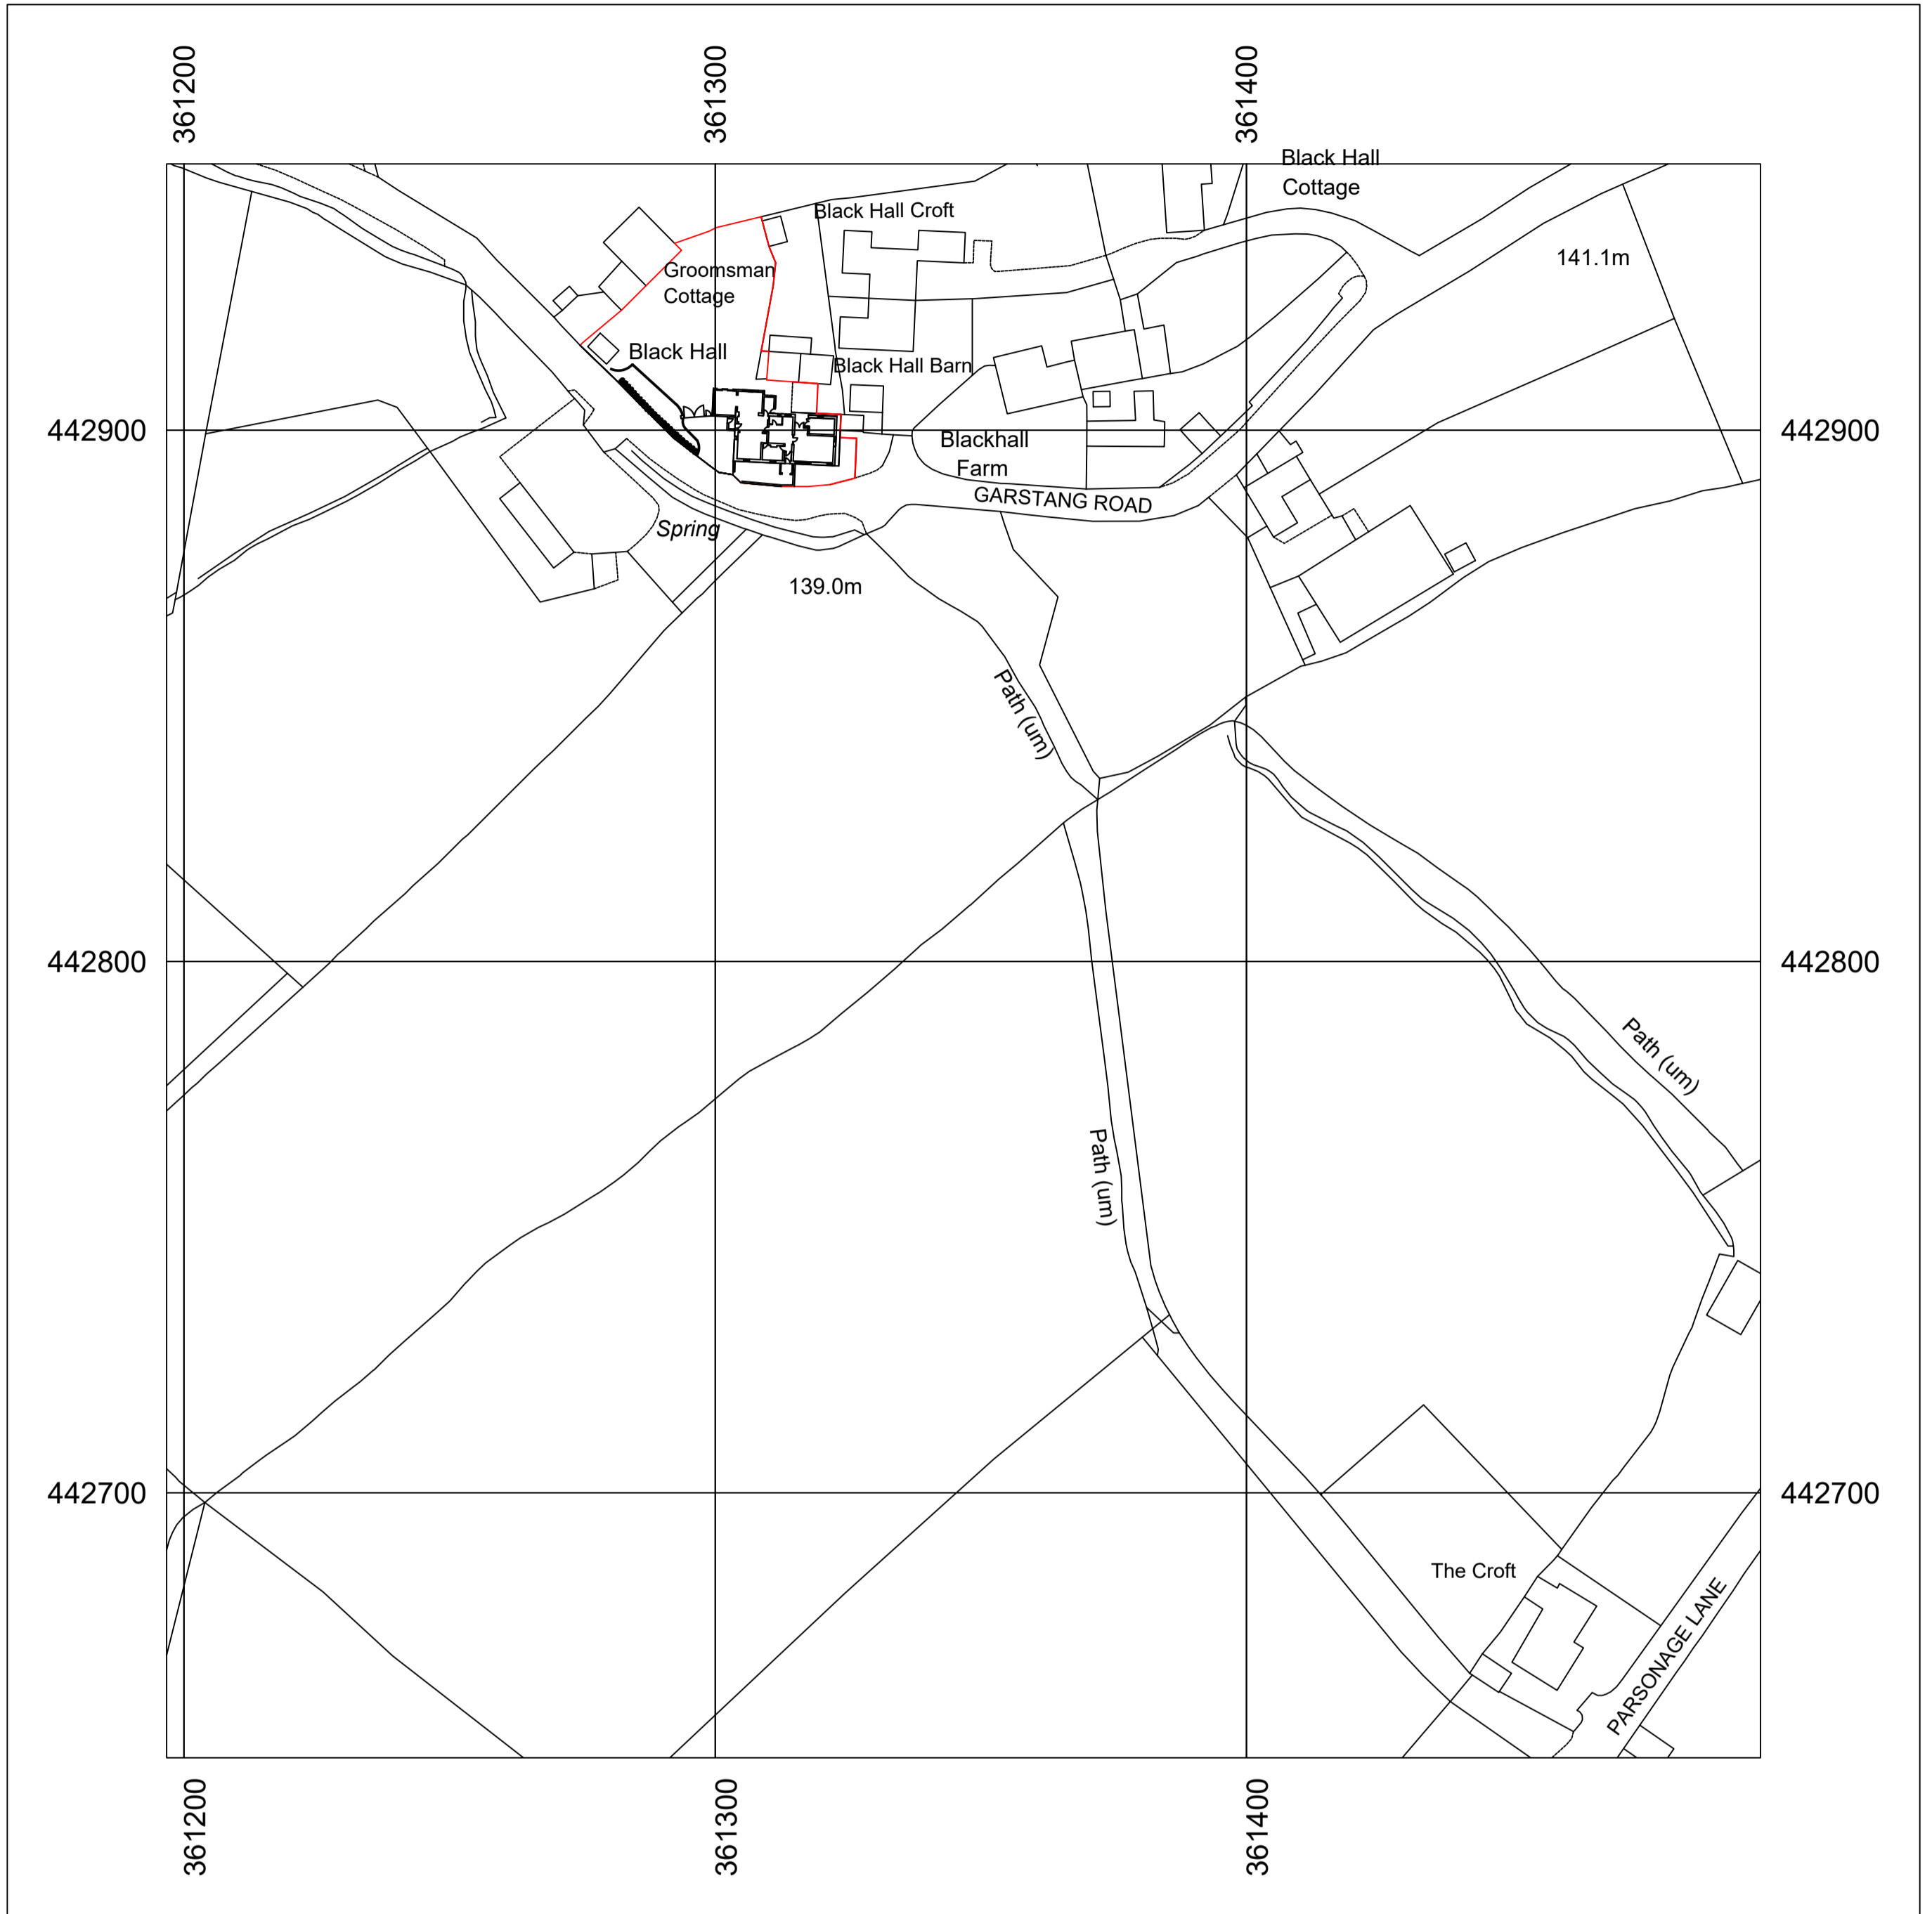 361200
361300
361400
Black Hall
Cottage
Black Hall Croft
141.1m
Groomsman
Cottage
Black Hall
Black Hall Barn
442900
442900
Blackhall
Farm
GARSTANG ROAD
Spring
139.0m
Path (um)
442800
442800
Path (um)
Path (um)
442700
442700
The Croft
PARSONAGE LANE
361200
361300
361400